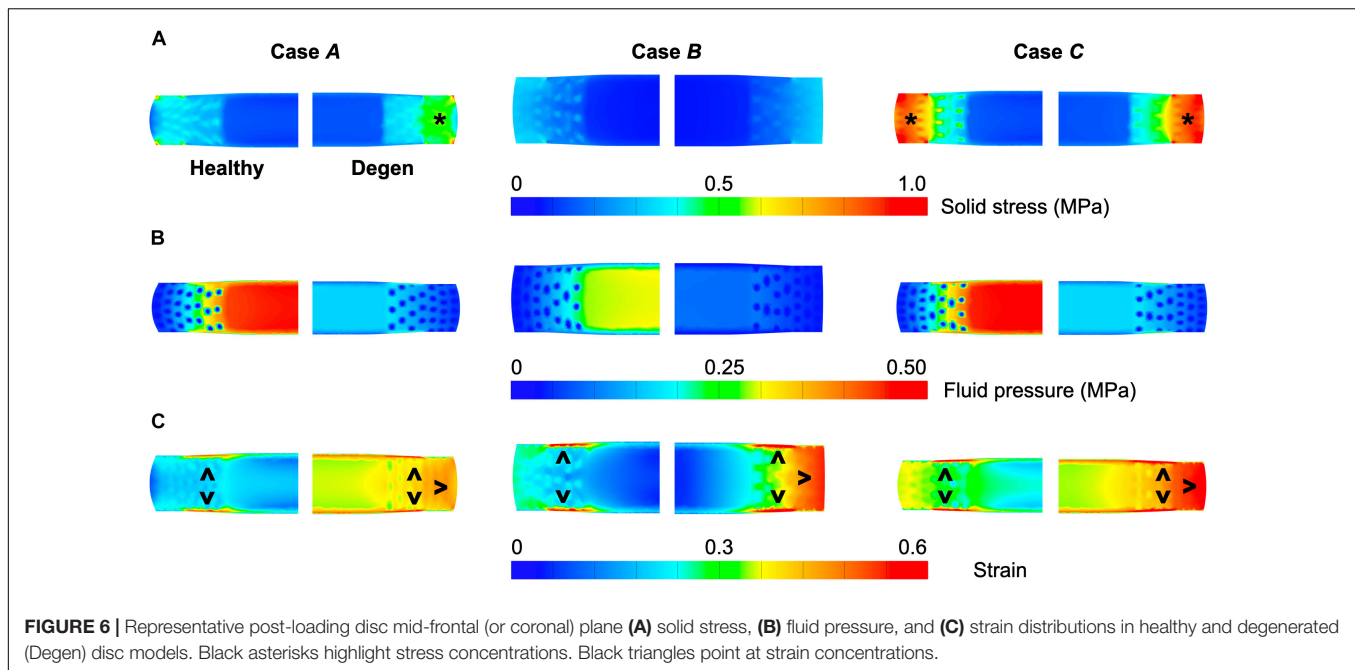 A
Case A
Case B
Case C
*
*
*
Healthy
Degen
0
0.5
1.0
Solid stress (MPa)
B
0
0.25
0.50
Fluid pressure (MPa)
C
0
0.3
0.6
Strain
FIGURE 6 | Representative post-loading disc mid-frontal (or coronal) plane (A) solid stress, (B) fluid pressure, and (C) strain distributions in healthy and degenerated
(Degen) disc models. Black asterisks highlight stress concentrations. Black triangles point at strain concentrations.